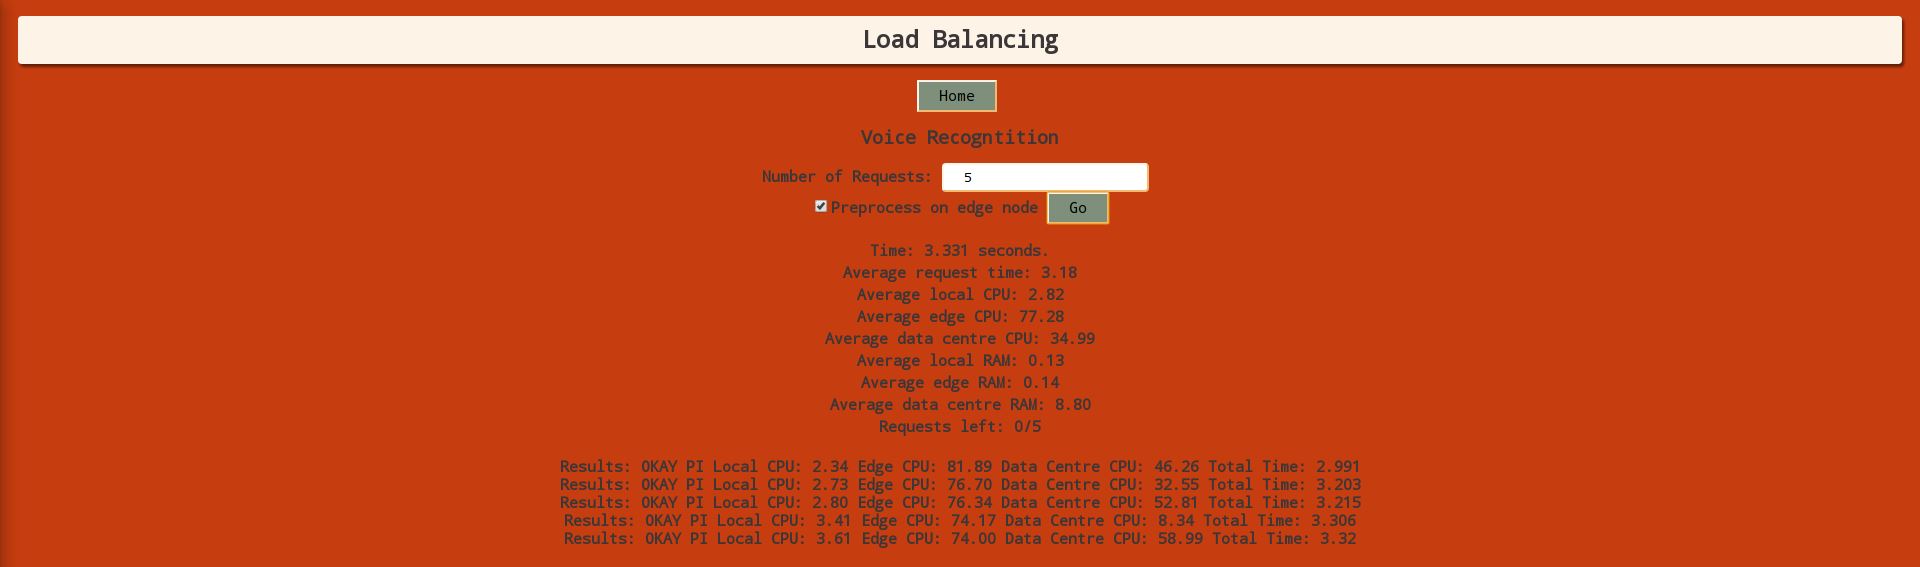 Load Balancing
Home
Voice Recogntition
Number of Requests: 5
Preprocess on edge node Go
Time: 3.331 seconds.
Average request time: 3.18
Average local CPU: 2.82
Average edge CPU: 77.28
Average data centre CPU: 34.99
Average local RAM: 0.13
Average edge RAM: 0.14
Average data centre RAM: 8.80
Requests left: 0/5
Results: OKAY PI Local CPU: 2.34 Edge CPU: 81.89 Data Centre CPU: 46.26 Total Time: 2.991
Results: OKAY PI Local CPU: 2.73 Edge CPU: 76.70 Data Centre CPU: 32.55 Total Time: 3.203
Results: OKAY PI Local CPU: 2.80 Edge CPU: 76.34 Data Centre CPU: 52.81 Total Time: 3.215
Results: OKAY PI Local CPU: 3.41 Edge CPU: 74.17 Data Centre CPU: 8.34 Total Time: 3.306
Results: OKAY PI Local CPU: 3.61 Edge CPU: 74.00 Data Centre CPU: 58.99 Total Time: 3.32